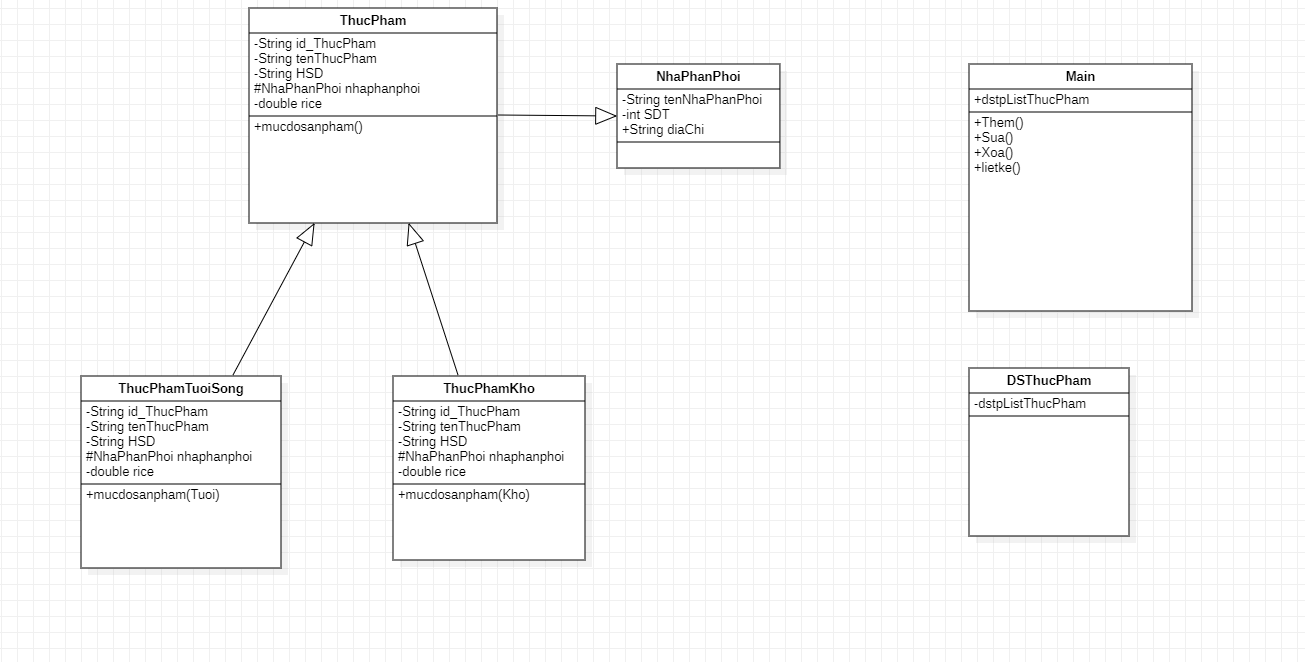 ThucPham
-String id_ThucPham
-String tenThucPham
-String HSD
#NhaPhanPhoi nhaphanphoi
-double rice
+mucdosanpham()
NhaPhanPhoi
-String tenNhaPhanPhoi
-int SDT
+String diaChi
Main
+dstpListThucPham
+Them()
+Sua()
+Xoa()
+lietke()
ThucPhamTuoiSong
-String id_ThucPham
-String tenThucPham
-String HSD
#NhaPhanPhoi nhaphanphoi
-double rice
+mucdosanpham(Tuoi)
ThucPhamKho
-String id_ThucPham
-String tenThucPham
-String HSD
#NhaPhanPhoi nhaphanphoi
-double rice
+mucdosanpham(Kho)
DSThucPham
-dstpListThucPham